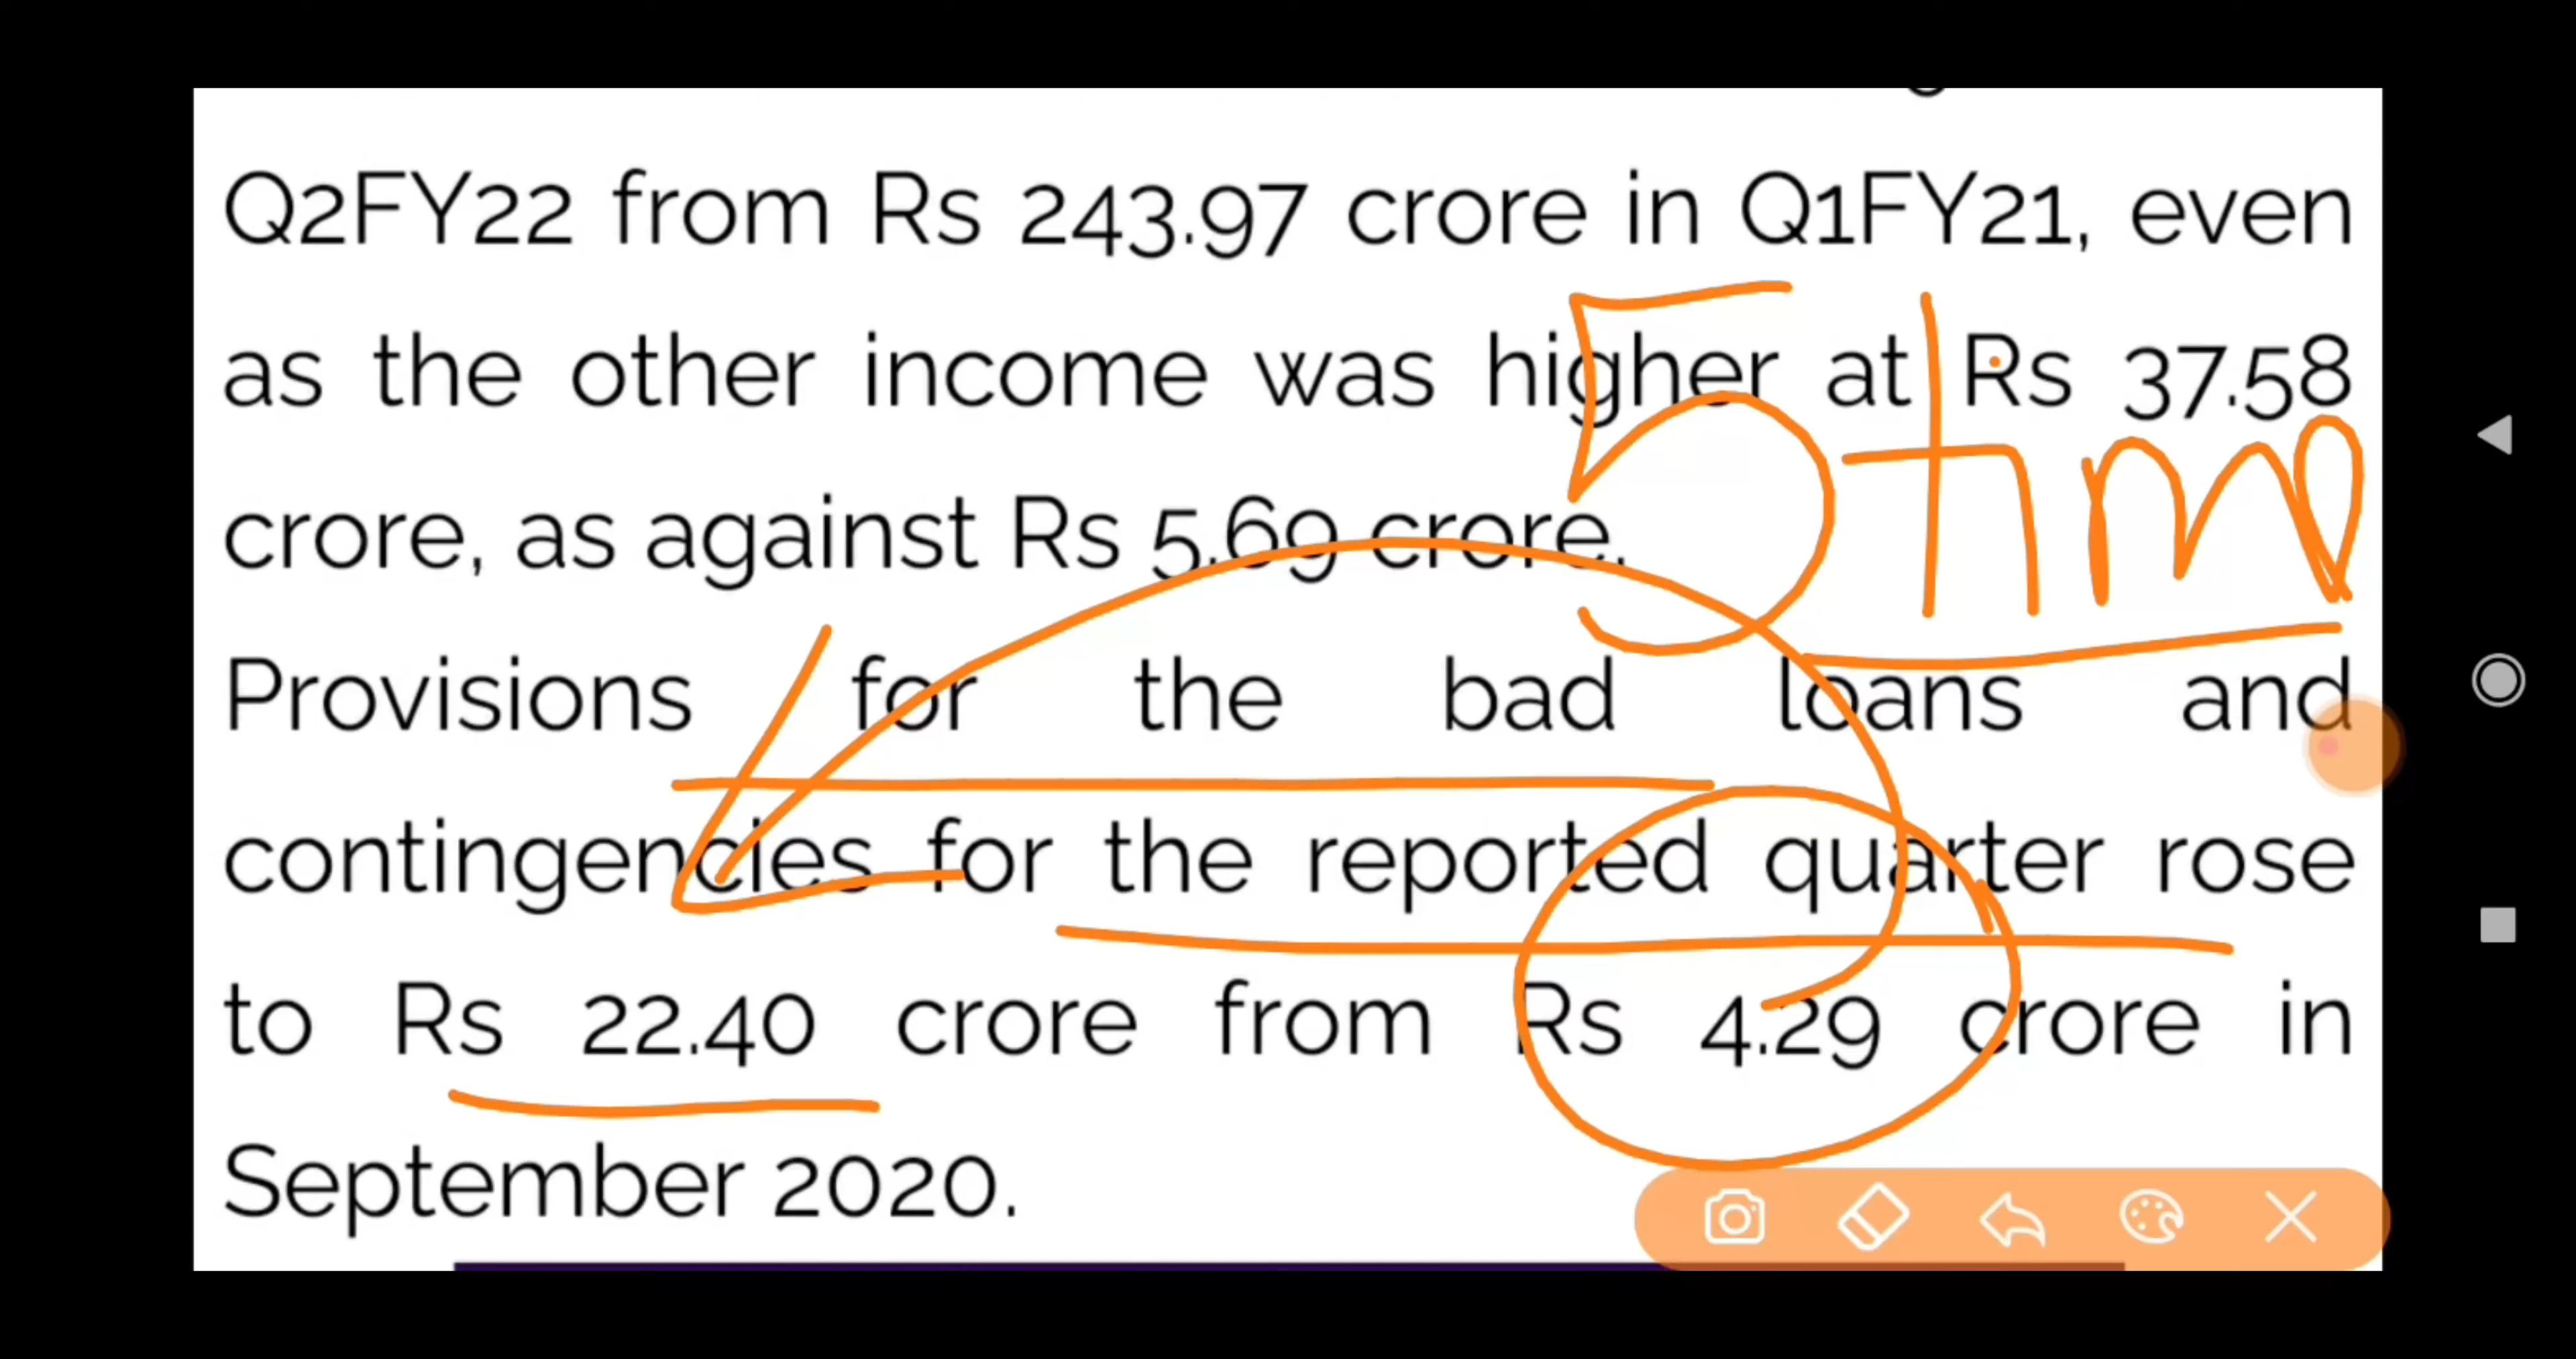 Q2FY22 from Rs 243.97 crore in Q1FY21, even
as the other income was higher at Rs 37.58
crore, as against Rs 5.69 crore.
5 time
Provisions for the bad loans and
contingencies for the reported quarter rose
to Rs 22.40 crore from Rs 4.29 crore in
September 2020.